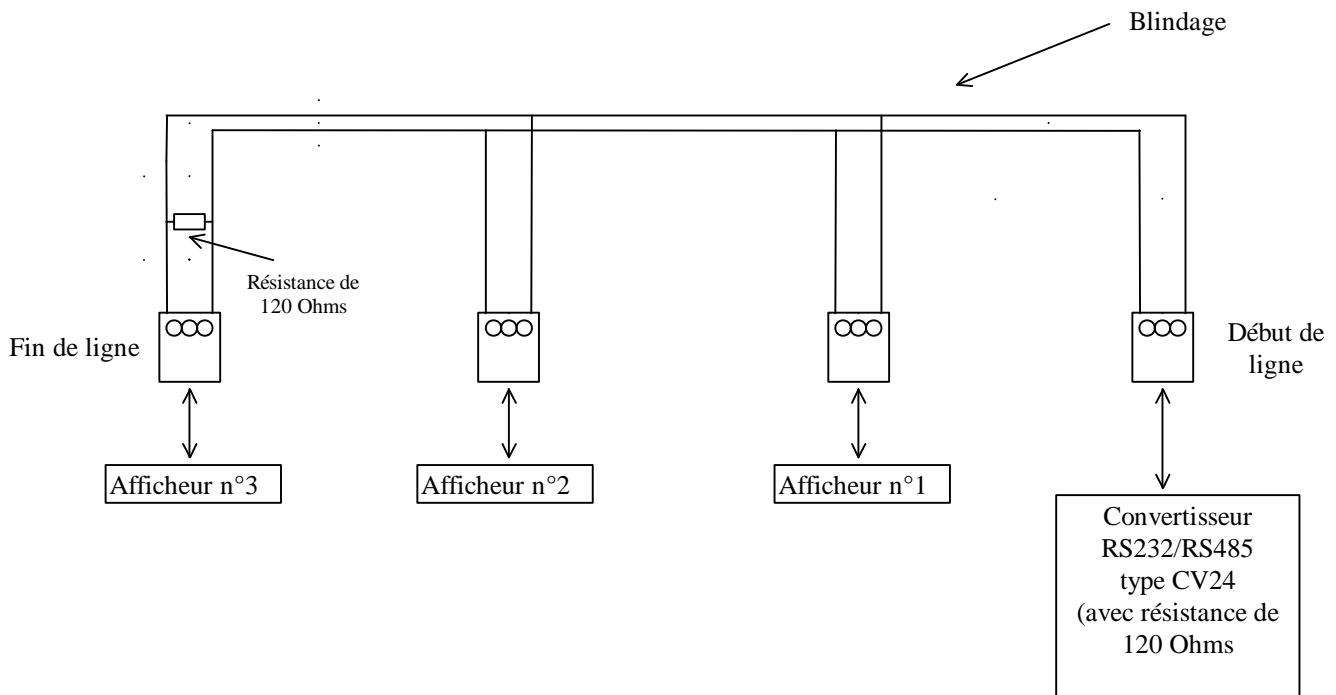 Blindage
Résistance de
120 Ohms
Fin de ligne
Début de
ligne
Afficheur n°3
Afficheur n°2
Afficheur n°1
Convertisseur
RS232/RS485
type CV24
(avec résistance de
120 Ohms